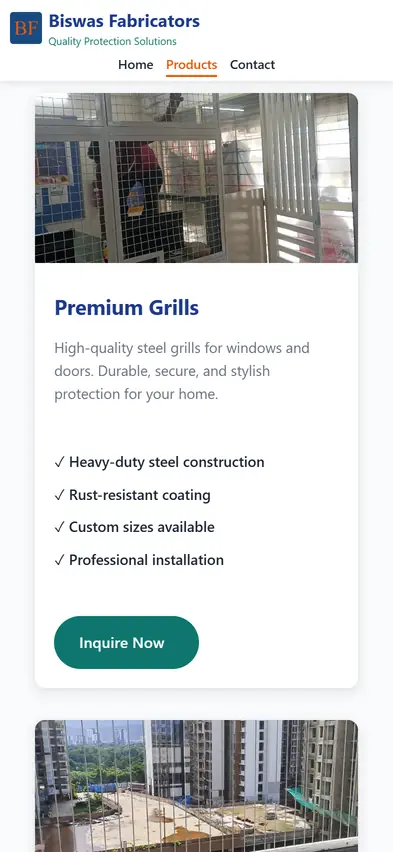 BF
Biswas Fabricators
Quality Protection Solutions
Home Products Contact
Premium Grills
High-quality steel grills for windows and
doors. Durable, secure, and stylish
protection for your home.
✓ Heavy-duty steel construction
✓ Rust-resistant coating
✓ Custom sizes available
✓ Professional installation
Inquire Now